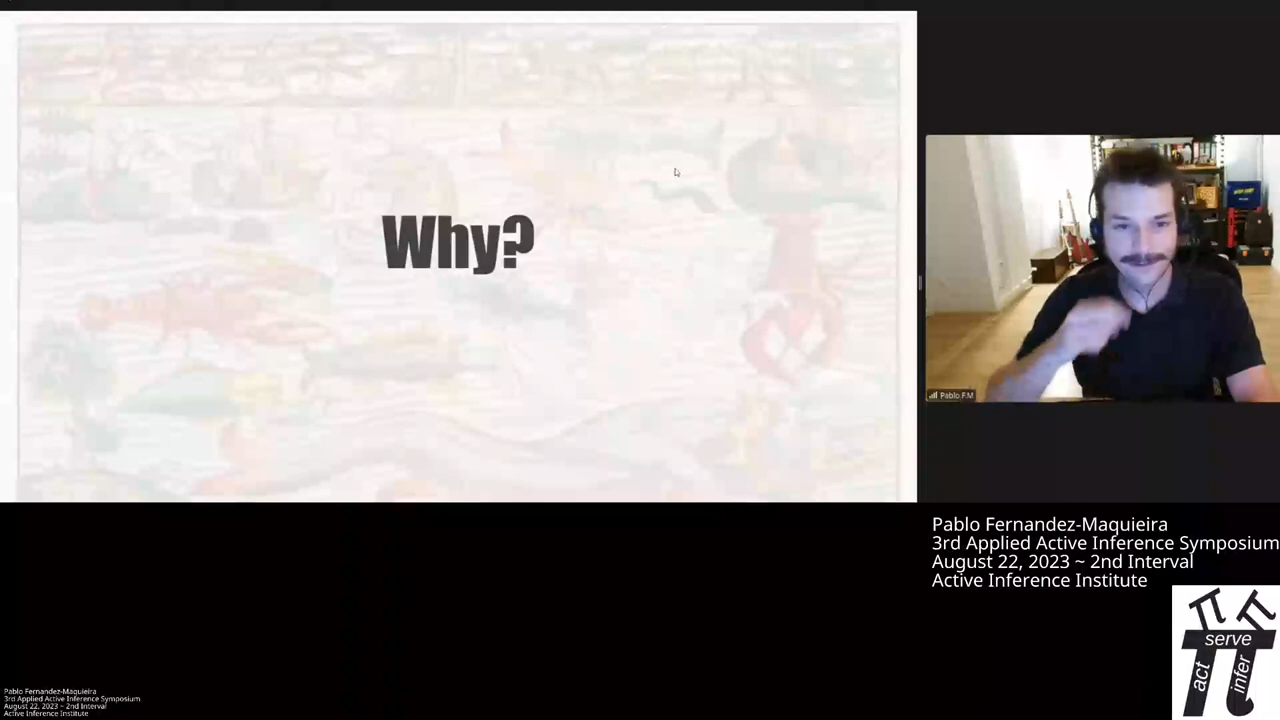 Why?
Pablo F.M
Pablo Fernandez-Maquieira
3rd Applied Active Inference Symposium
August 22, 2023 ~ 2nd Interval
Active Inference Institute
serve
act
infer
Pablo Fernandez-Maquieira
3rd Applied Active Inference Symposium
August 22, 2023 ~ 2nd Interval
Active Inference Institute